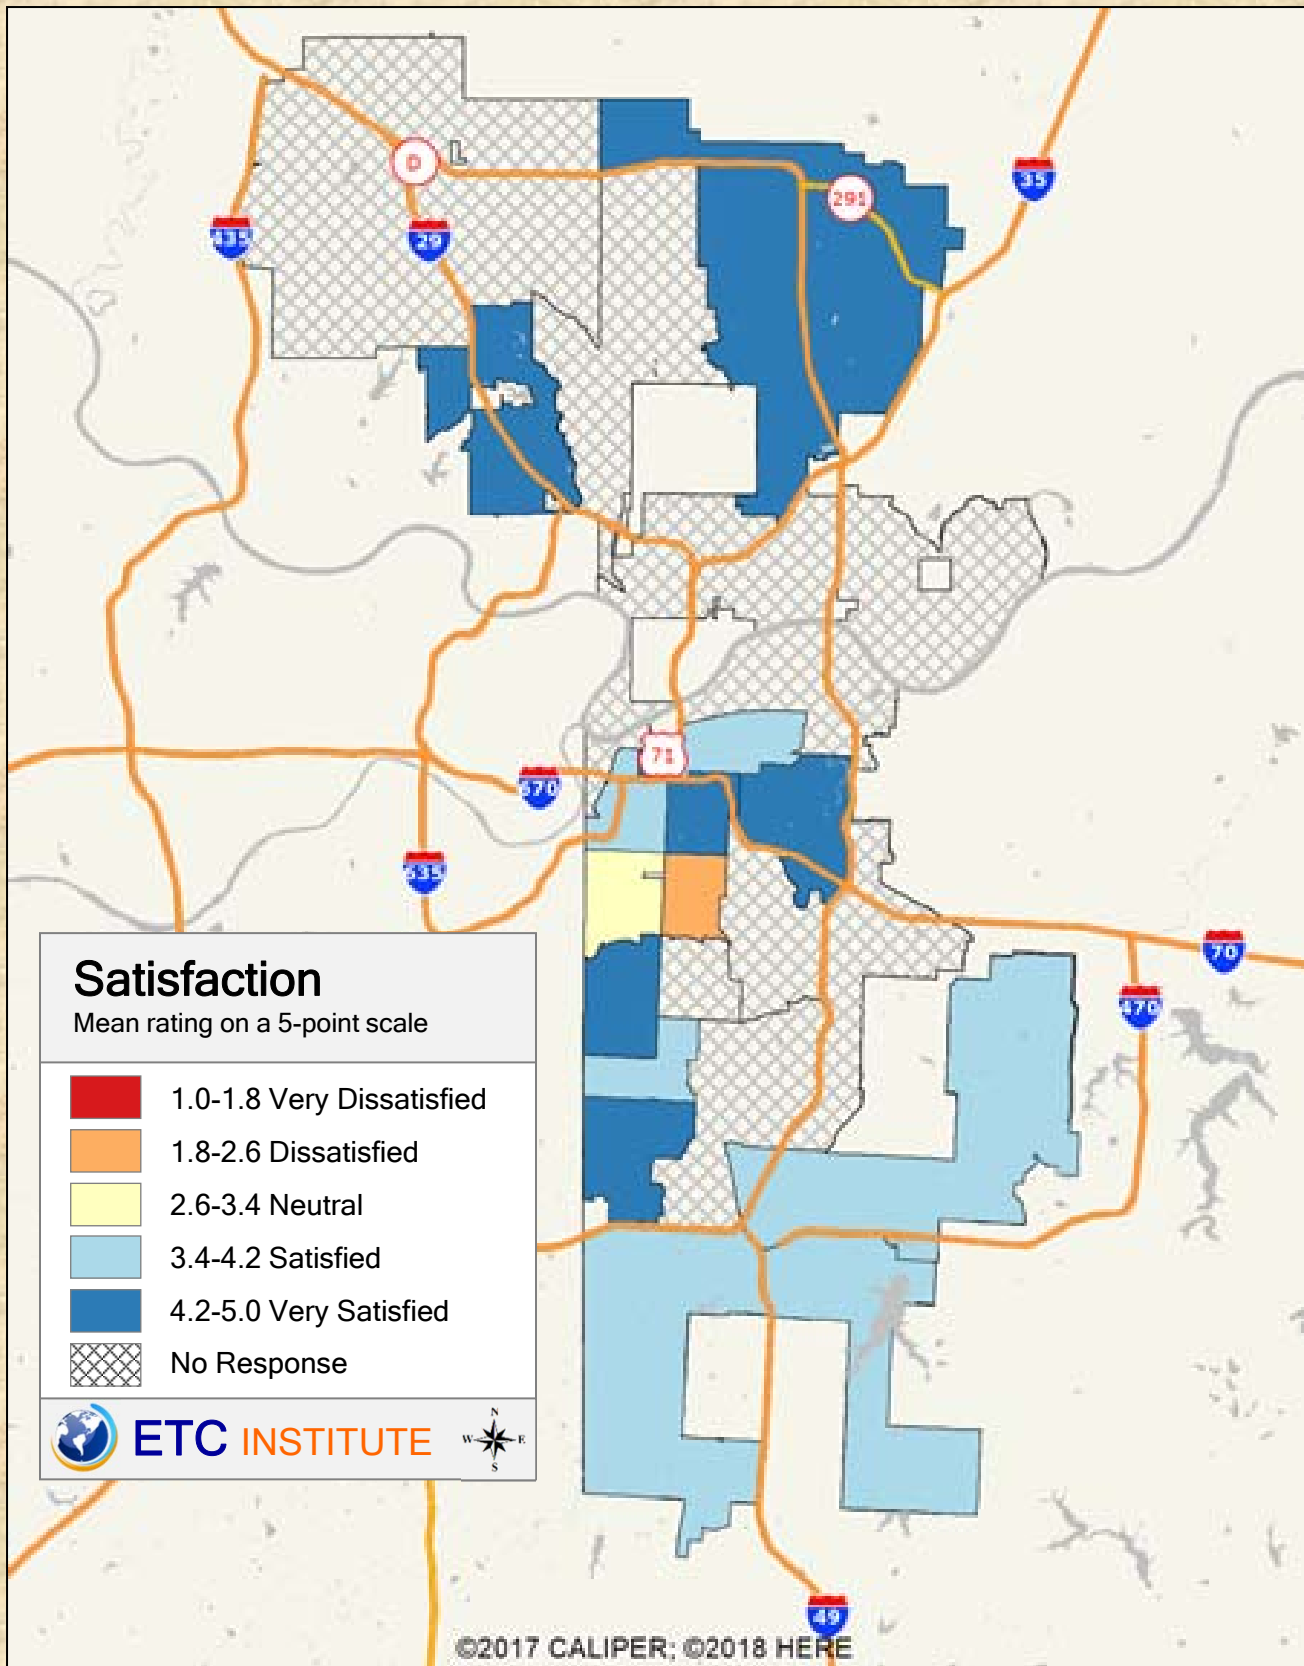 35
D
291
435
29
71
670
635
70
470
Satisfaction
Mean rating on a 5-point scale
1.0-1.8 Very Dissatisfied
1.8-2.6 Dissatisfied
2.6-3.4 Neutral
3.4-4.2 Satisfied
4.2-5.0 Very Satisfied
No Response
ETC INSTITUTE
N
W E
S
49
©2017 CALIPER; ©2018 HERE